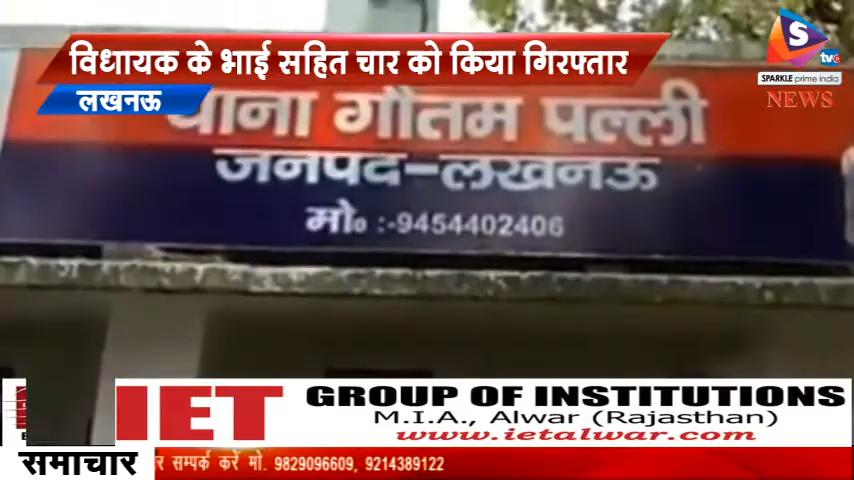 विधायक के भाई सहित चार को किया गिरफ्तार
लखनऊ
S tv
SPARKLE prime india
NEWS
थाना गौतम पल्ली
जनपद-लखनऊ
मो० :-9454402406
IET
GROUP OF INSTITUTIONS
M.I.A., Alwar (Rajasthan)
www.ietalwar.com
समाचार
र सम्पर्क करें मो. 9829096609, 9214389122